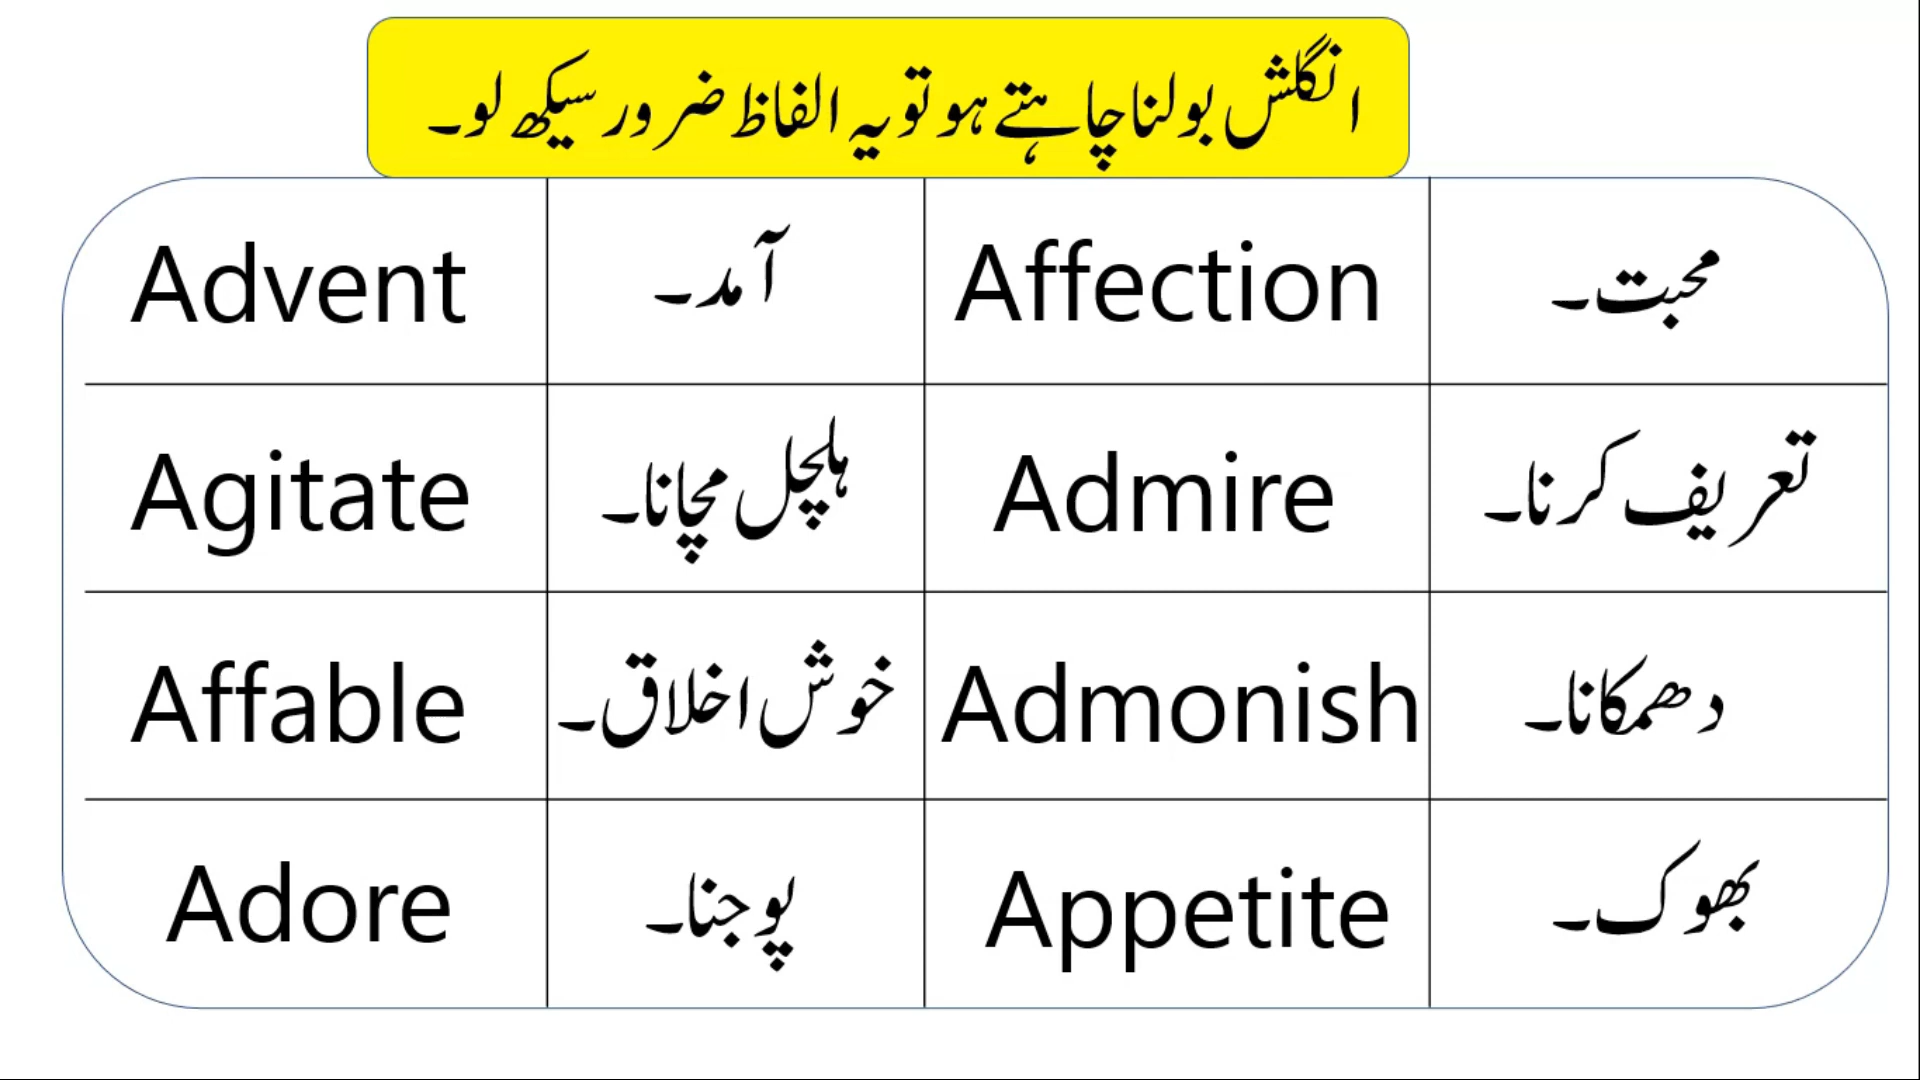 انگلش بولنا چاہتے ہو تو یہ الفاظ ضرور سیکھ لو۔
Advent آمد۔ Affection محبت۔
Agitate ہلچل مچانا۔ Admire تعریف کرنا۔
Affable خوش اخلاق۔ Admonish دھمکانا۔
Adore پوجنا۔ Appetite بھوک۔